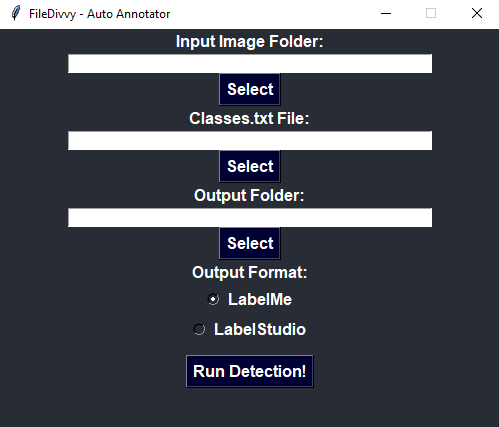 FileDivvy - Auto Annotator
Input Image Folder:
Select
Classes.txt File:
Select
Output Folder:
Select
Output Format:
LabelMe
LabelStudio
Run Detection!